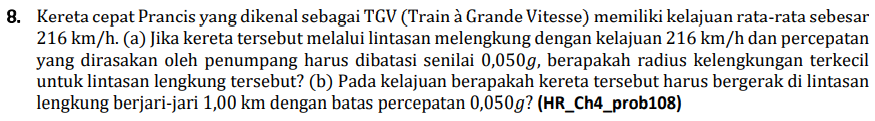 8. Kereta cepat Prancis yang dikenal sebagai TGV (Train à Grande Vitesse) memiliki kelajuan rata-rata sebesar
216 km/h. (a) Jika kereta tersebut melalui lintasan melengkung dengan kelajuan 216 km/h dan percepatan
yang dirasakan oleh penumpang harus dibatasi senilai 0,050g, berapakah radius kelengkungan terkecil
untuk lintasan lengkung tersebut? (b) Pada kelajuan berapakah kereta tersebut harus bergerak di lintasan
lengkung berjari-jari 1,00 km dengan batas percepatan 0,050g? (HR_Ch4_prob108)